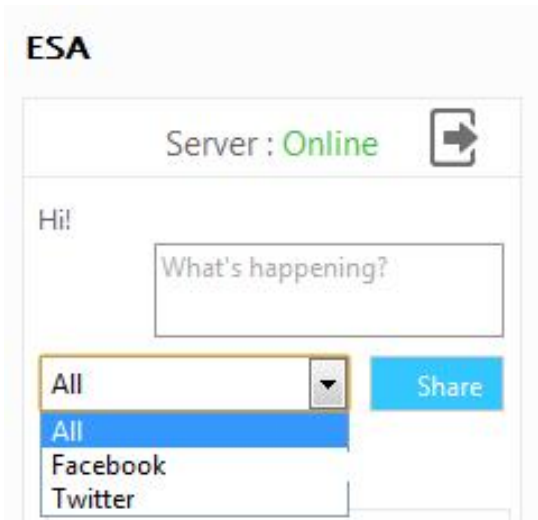 ESA
Server : Online
Hi!
What's happening?
All
Share
All
Facebook
Twitter